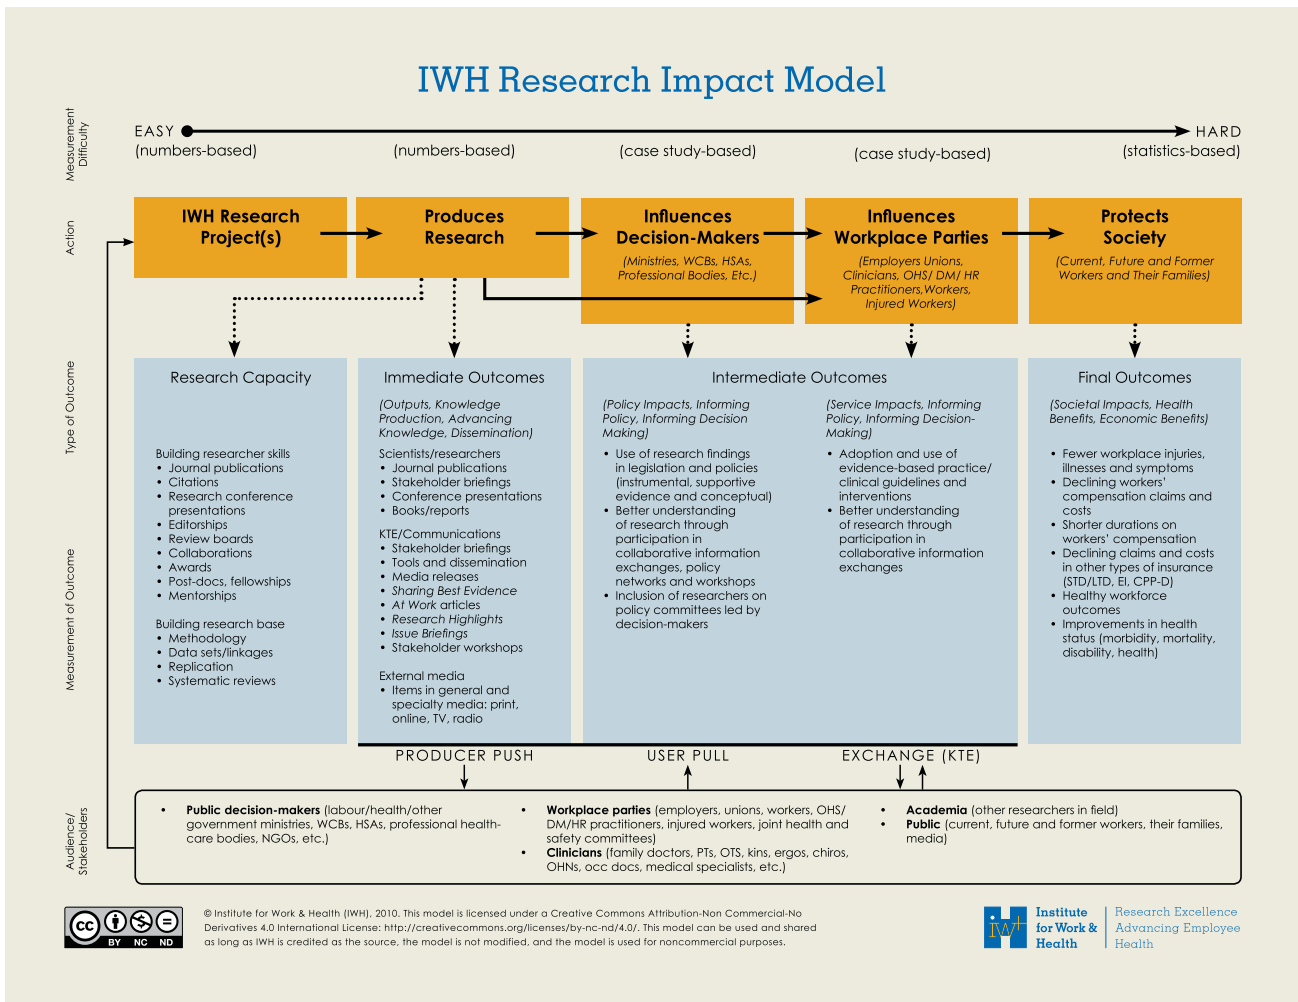 IWH Research Impact Model
Measurement
Difficulty
EASY
HARD
(numbers-based)
(numbers-based)
(case study-based)
(case study-based)
(statistics-based)
Action
IWH Research
Project(s)
Produces
Research
Influences
Decision-Makers
(Ministries, WCBs, HSAs,
Professional Bodies, Etc.)
Influences
Workplace Parties
(Employers Unions,
Clinicians, OHS/ DM/ HR
Practitioners,Workers,
Injured Workers)
Protects
Society
(Current, Future and Former
Workers and Their Families)
Type of Outcome
Measurement of Outcome
Research Capacity
Building researcher skills
• Journal publications
• Citations
• Research conference
presentations
• Editorships
• Review boards
• Collaborations
• Awards
• Post-docs, fellowships
• Mentorships
Building research base
• Methodology
• Data sets/linkages
• Replication
• Systematic reviews
Immediate Outcomes
(Outputs, Knowledge
Production, Advancing
Knowledge, Dissemination)
Scientists/researchers
• Journal publications
• Stakeholder briefings
• Conference presentations
• Books/reports
KTE/Communications
• Stakeholder briefings
• Tools and dissemination
• Media releases
• Sharing Best Evidence
• At Work articles
• Research Highlights
• Issue Briefings
• Stakeholder workshops
External media
• Items in general and
specialty media: print,
online, TV, radio
Intermediate Outcomes
(Policy Impacts, Informing
Policy, Informing Decision
Making)
• Use of research findings
in legislation and policies
(instrumental, supportive
evidence and conceptual)
• Better understanding
of research through
participation in
collaborative information
exchanges, policy
networks and workshops
• Inclusion of researchers on
policy committees led by
decision-makers
(Service Impacts, Informing
Policy, Informing Decision-
Making)
• Adoption and use of
evidence-based practice/
clinical guidelines and
interventions
• Better understanding
of research through
participation in
collaborative information
exchanges
Final Outcomes
(Societal Impacts, Health
Benefits, Economic Benefits)
• Fewer workplace injuries,
illnesses and symptoms
• Declining workers'
compensation claims and
costs
• Shorter durations on
workers' compensation
• Declining claims and costs
in other types of insurance
(STD/LTD, EI, CPP-D)
• Healthy workforce
outcomes
• Improvements in health
status (morbidity, mortality,
disability, health)
PRODUCER PUSH
USER PULL
EXCHANGE (KTE)
Audience/
Stakeholders
• Public decision-makers (labour/health/other
government ministries, WCBs, HSAs, professional health-
care bodies, NGOs, etc.)
• Workplace parties (employers, unions, workers, OHS/
DM/HR practitioners, injured workers, joint health and
safety committees)
• Clinicians (family doctors, PTs, OTS, kins, ergos, chiros,
OHNs, occ docs, medical specialists, etc.)
• Academia (other researchers in field)
• Public (current, future and former workers, their families,
media)
cc
BY NC ND
© Institute for Work & Health (IWH), 2010. This model is licensed under a Creative Commons Attribution-Non Commercial-No
Derivatives 4.0 International License: http://creativecommons.org/licenses/by-nc-nd/4.0/. This model can be used and shared
as long as IWH is credited as the source, the model is not modified, and the model is used for noncommercial purposes.
iW
Institute
for Work &
Health
Research Excellence
Advancing Employee
Health